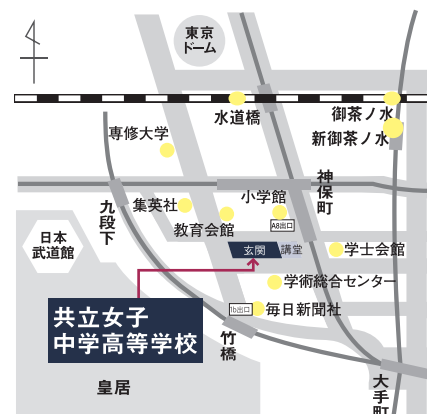 東京
ドーム
水道橋
御茶ノ水
新御茶ノ水
専修大学
神保町
小学館
集英社
九段下
教育会館
A8出口
日本
武道館
玄関
講堂
学士会館
学術総合センター
共立女子
中学高等学校
1b出口
毎日新聞社
竹橋
皇居
大手町